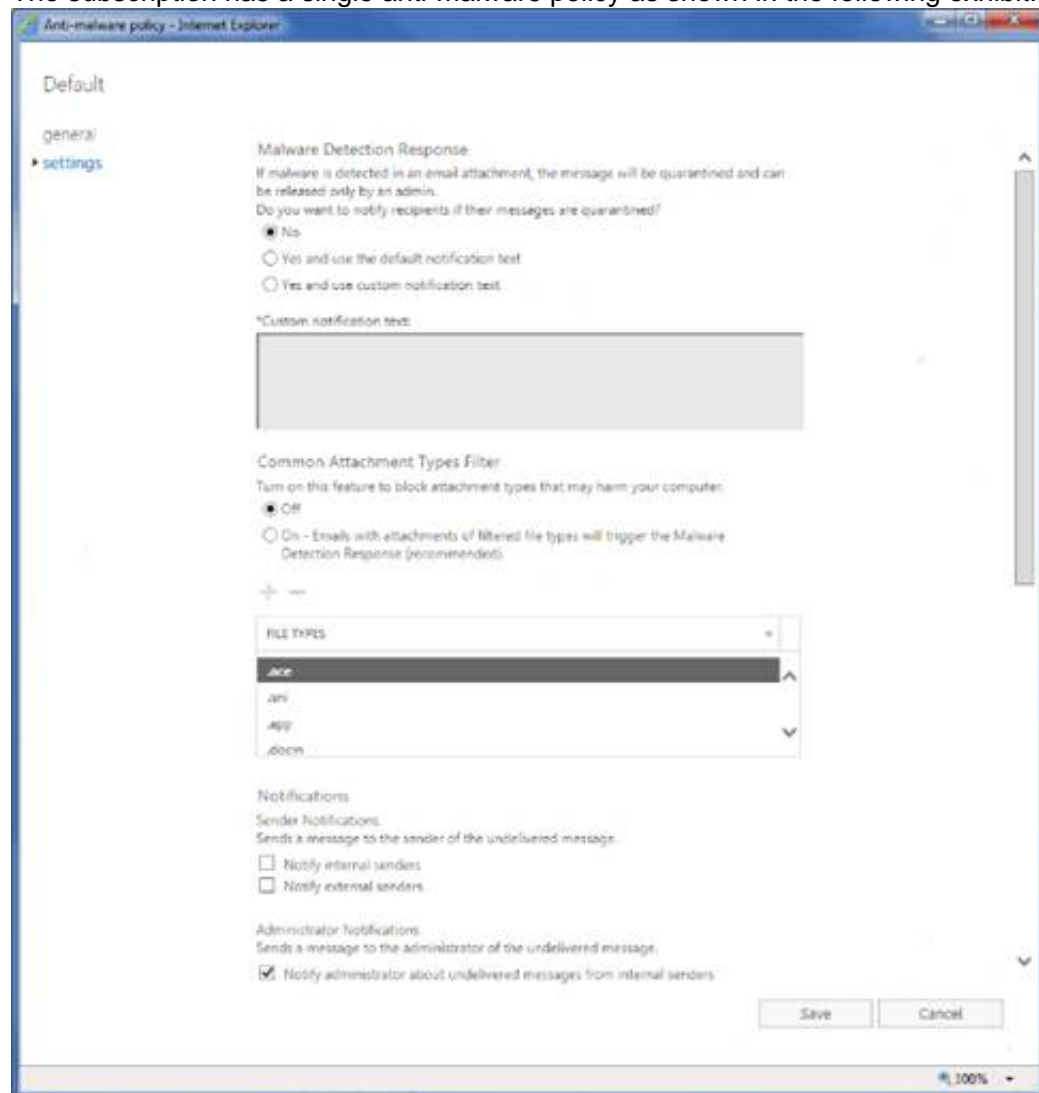 The subscription has a single anti-malware policy as shown in the following exhibit.
Anti-malware policy - Internet Explorer
Default
general
settings
Malware Detection Response
If malware is detected in an email attachment, the message will be quarantined and can
be released only by an admin.
Do you want to notify recipients if their messages are quarantined?
No
Yes and use the default notification text
Yes and use custom notification text
*Custom notification text:
Common Attachment Types Filter
Turn on this feature to block attachment types that may harm your computer.
Off
On - Emails with attachments of filtered file types will trigger the Malware
Detection Response (recommended).
FILE TYPES
.ace
.ani
.app
.docm
Notifications
Sender Notifications
Sends a message to the sender of the undelivered message.
Notify internal senders
Notify external senders
Administrator Notifications
Sends a message to the administrator of the undelivered message.
Notify administrator about undelivered messages from internal senders
Save
Cancel
100%